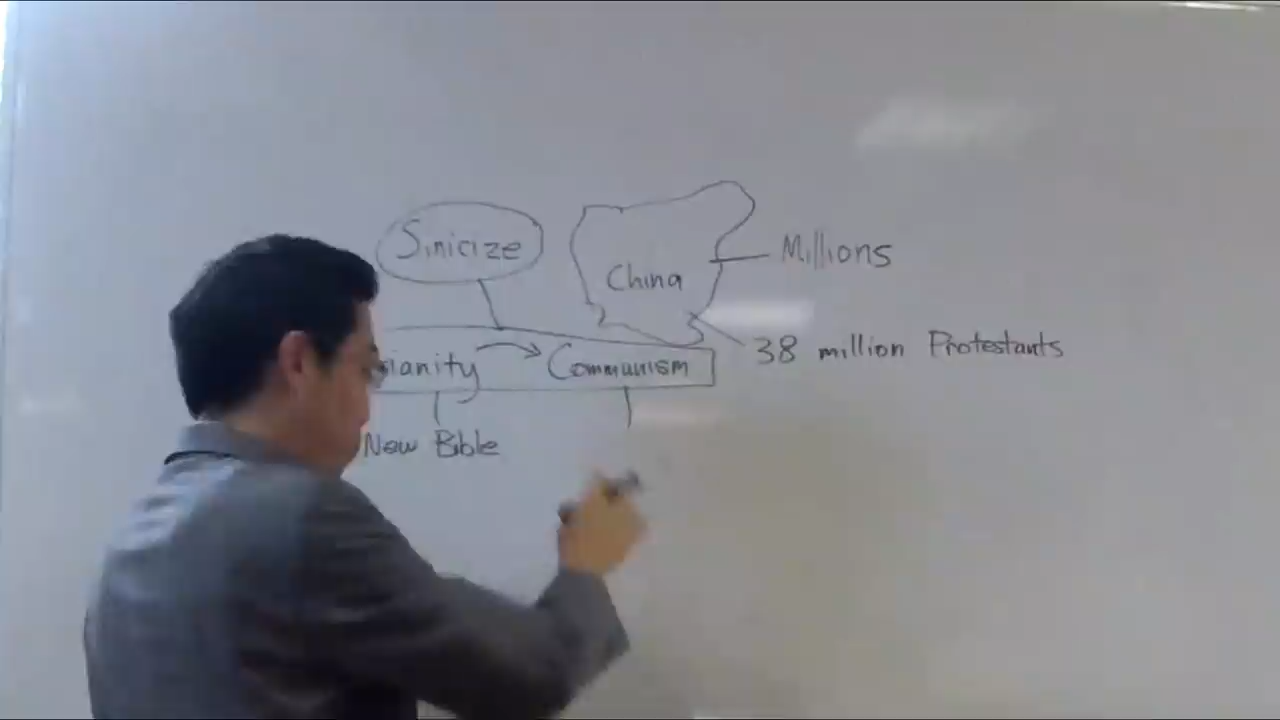 Sinicize
China
Millions
38 million Protestants
ianity
Communism
New Bible